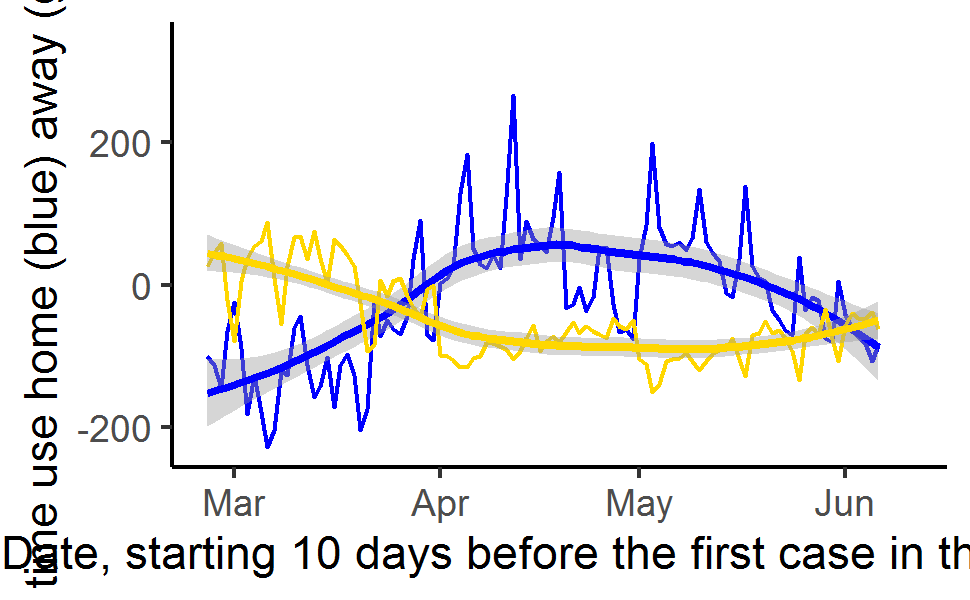 time use home (blue) away (
200
0
-200
Mar Apr May Jun
Date, starting 10 days before the first case in th